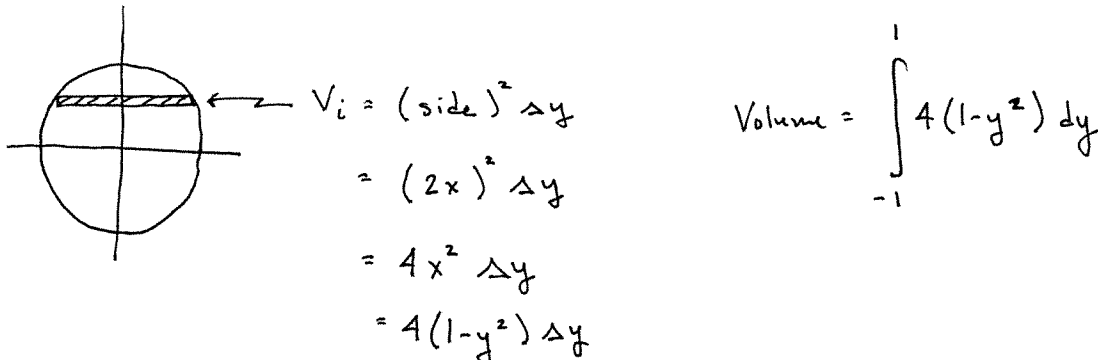 V_i = (side)² Δy
= (2x)² Δy
= 4x² Δy
= 4(1-y²) Δy
Volume = ∫_{-1}^{1} 4(1-y²) dy